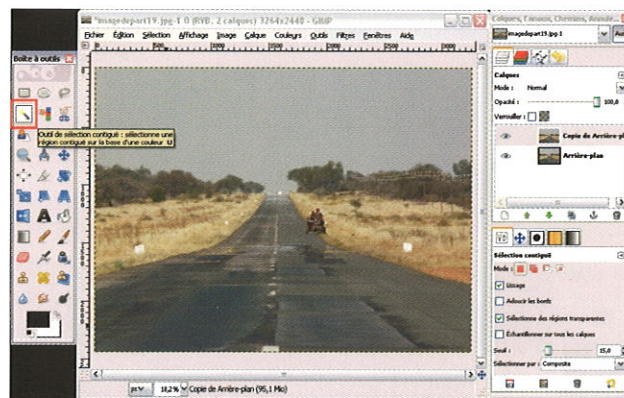 *imagedepart19.jpg-1.0 (RVB, 2 calques) 3264x2448 - GIMP
Fichier Édition Sélection Affichage Image Calque Couleurs Outils Filtres Fenêtres Aide
Boîte à outils
Outil de sélection contiguë : sélectionne une
région contiguë sur la base d'une couleur U
px
18,2%
Copie de Arrière-plan (95,1 Mio)
Calques, Canaux, Chemins, Annule...
imagedepart19.jpg-1
Calques
Mode : Normal
Opacité : 100,0
Verrouiller :
Copie de Arrière-pl
Arrière-plan
Sélection contiguë
Mode :
Lissage
Adoucir les bords
Sélectionne des régions transparentes
Échantillonner sur tous les calques
Seuil : 15,0
Sélectionner par : Composite